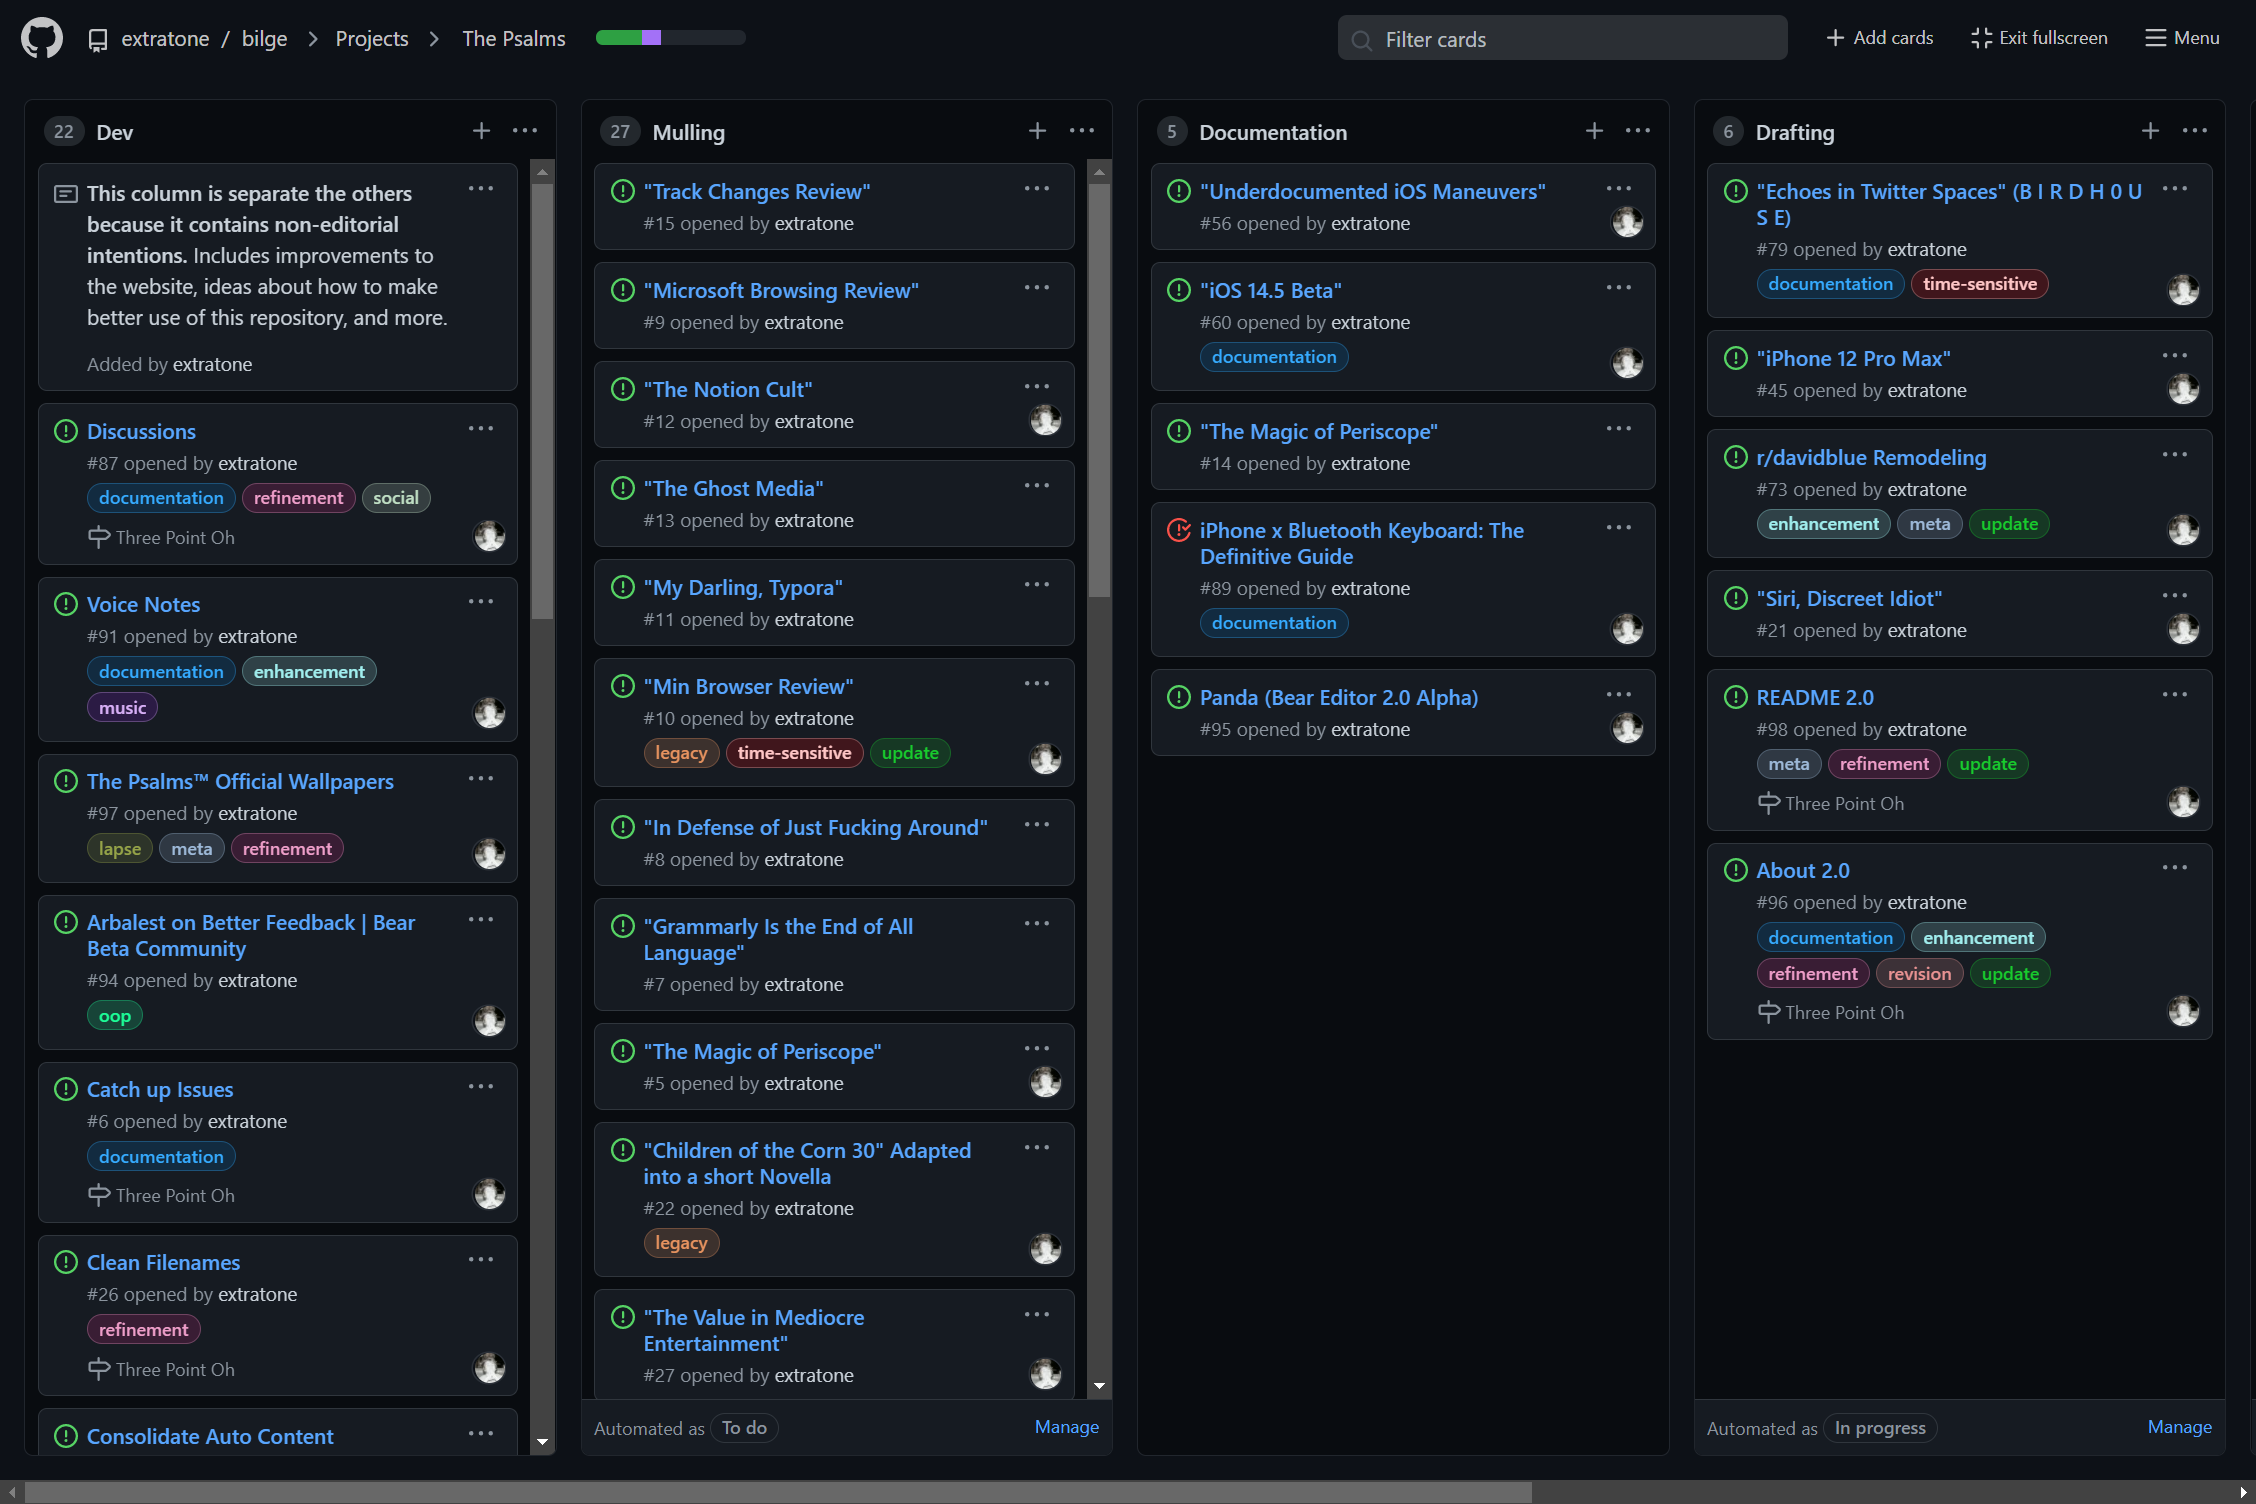 extratone / bilge
Projects
The Psalms
Filter cards
Add cards
Exit fullscreen
Menu
22 Dev
This column is separate the others
because it contains non-editorial
intentions. Includes improvements to
the website, ideas about how to make
better use of this repository, and more.
Added by extratone
Discussions
#87 opened by extratone
documentation refinement social
Three Point Oh
Voice Notes
#91 opened by extratone
documentation enhancement
music
The Psalms™ Official Wallpapers
#97 opened by extratone
lapse meta refinement
Arbalest on Better Feedback | Bear
Beta Community
#94 opened by extratone
oop
Catch up Issues
#6 opened by extratone
documentation
Three Point Oh
Clean Filenames
#26 opened by extratone
refinement
Three Point Oh
Consolidate Auto Content
27 Mulling
"Track Changes Review"
#15 opened by extratone
"Microsoft Browsing Review"
#9 opened by extratone
"The Notion Cult"
#12 opened by extratone
"The Ghost Media"
#13 opened by extratone
"My Darling, Typora"
#11 opened by extratone
"Min Browser Review"
#10 opened by extratone
legacy time-sensitive update
"In Defense of Just Fucking Around"
#8 opened by extratone
"Grammarly Is the End of All
Language"
#7 opened by extratone
"The Magic of Periscope"
#5 opened by extratone
"Children of the Corn 30" Adapted
into a short Novella
#22 opened by extratone
legacy
"The Value in Mediocre
Entertainment"
#27 opened by extratone
Automated as To do Manage
5 Documentation
"Underdocumented iOS Maneuvers"
#56 opened by extratone
"iOS 14.5 Beta"
#60 opened by extratone
documentation
"The Magic of Periscope"
#14 opened by extratone
iPhone x Bluetooth Keyboard: The
Definitive Guide
#89 opened by extratone
documentation
Panda (Bear Editor 2.0 Alpha)
#95 opened by extratone
6 Drafting
"Echoes in Twitter Spaces" (B I R D H 0 U
S E)
#79 opened by extratone
documentation time-sensitive
"iPhone 12 Pro Max"
#45 opened by extratone
r/davidblue Remodeling
#73 opened by extratone
enhancement meta update
"Siri, Discreet Idiot"
#21 opened by extratone
README 2.0
#98 opened by extratone
meta refinement update
Three Point Oh
About 2.0
#96 opened by extratone
documentation enhancement
refinement revision update
Three Point Oh
Automated as In progress Manage